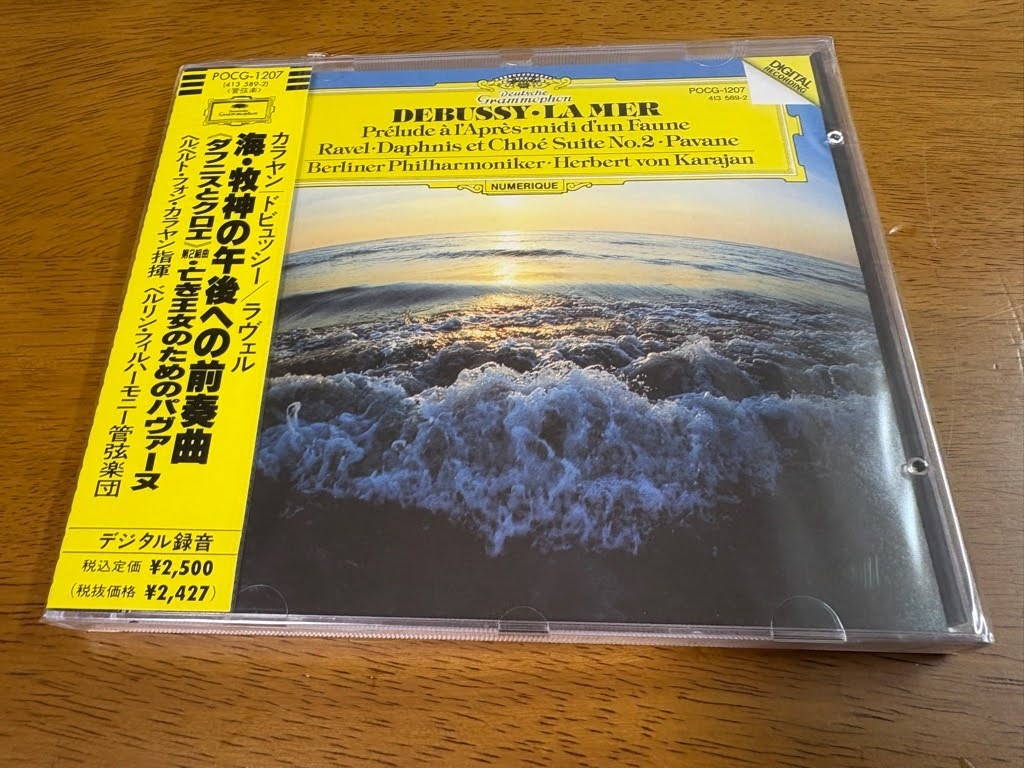 POCG-1207
(413 589-2)
〈管弦楽〉
Deutsche
Grammophon
カラヤン/ドビュッシー/ラヴェル
海・牧神の午後への前奏曲
《ダフニスとクロエ》第2組曲・亡き王女のためのパヴァーヌ
ヘルベルト・フォン・カラヤン指揮 ベルリン・フィルハーモニー管弦楽団
デジタル録音
税込定価 ¥2,500
(税抜価格 ¥2,427)
Deutsche
Grammophon
DEBUSSY・LA MER
Prélude à l'Après-midi d'un Faune
Ravel・Daphnis et Chloé Suite No.2・Pavane
Berliner Philharmoniker・Herbert von Karajan
NUMERIQUE
POCG-1207
413 589-2
DIGITAL
RECORDING